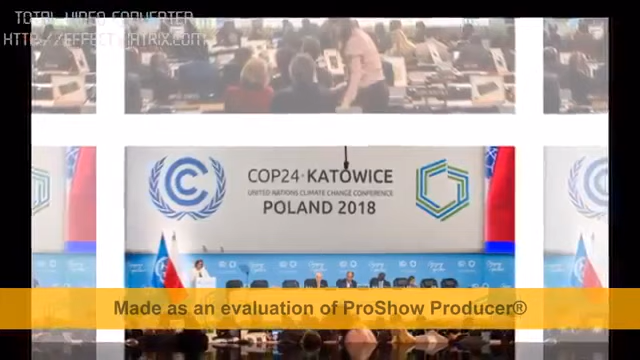 TOTAL VIDEO CONVERTER
HTTP://EFFECTMATRIX.COM
COP24·KATOWICE
UNITED NATIONS CLIMATE CHANGE CONFERENCE
POLAND 2018
Made as an evaluation of ProShow Producer®